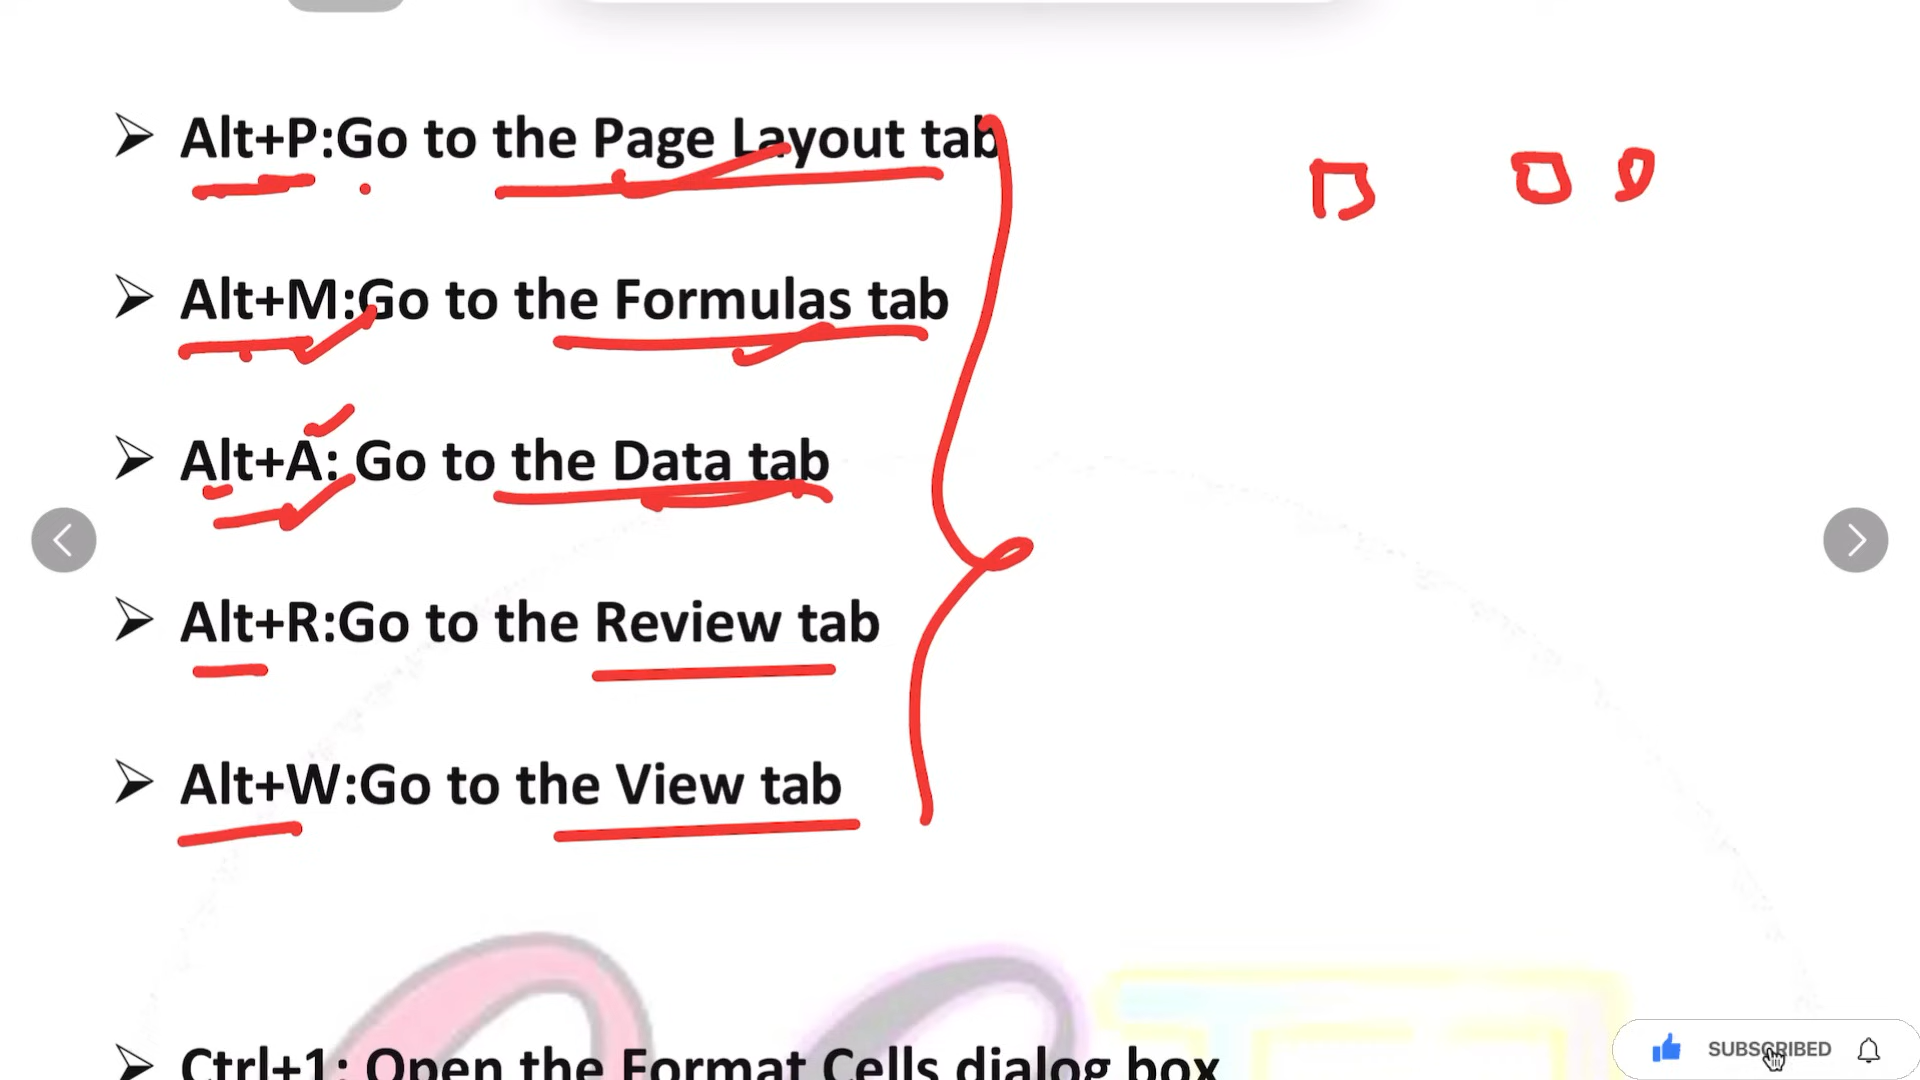 Alt+P:Go to the Page Layout tab
Alt+M:Go to the Formulas tab
Alt+A: Go to the Data tab
Alt+R:Go to the Review tab
Alt+W:Go to the View tab
Ctrl+1: Open the Format Cells dialog box
SUBSCRIBED